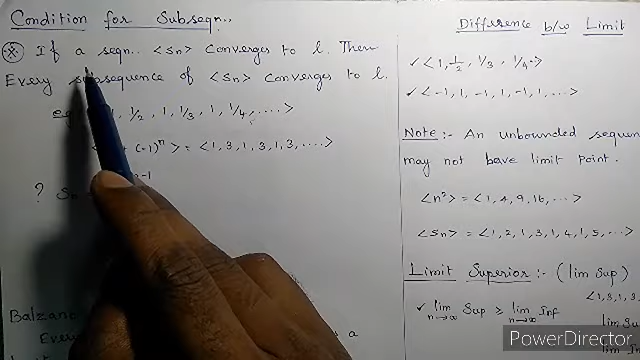 Condition for Subseqn..
If a seqn.. <Sn> Converges to l. Then
Every subsequence of <Sn> Converges to l.
1, 1/2, 1, 1/3, 1, 1/4, ....>
(-1)^n > = <1, 3, 1, 3, 1, 3, ....>
?
Balzano
Every
a
Difference b/w Limit
✓ <1, 1/2, 1/3, 1/4 ..>
✓ <-1, 1, -1, 1, -1, 1,
Note :- An unbounded sequen
may not have limit point.
<n²> = <1, 4, 9, 16, ...>
<Sn> = <1, 2, 1, 3, 1, 4, 1, 5, ...>
Limit Superior :- (lim Sup)
<1, 3, 1, 3,
✓ lim n→∞ Sup ≥ lim n→∞ Inf
lim Su
lim Inf
PowerDirector